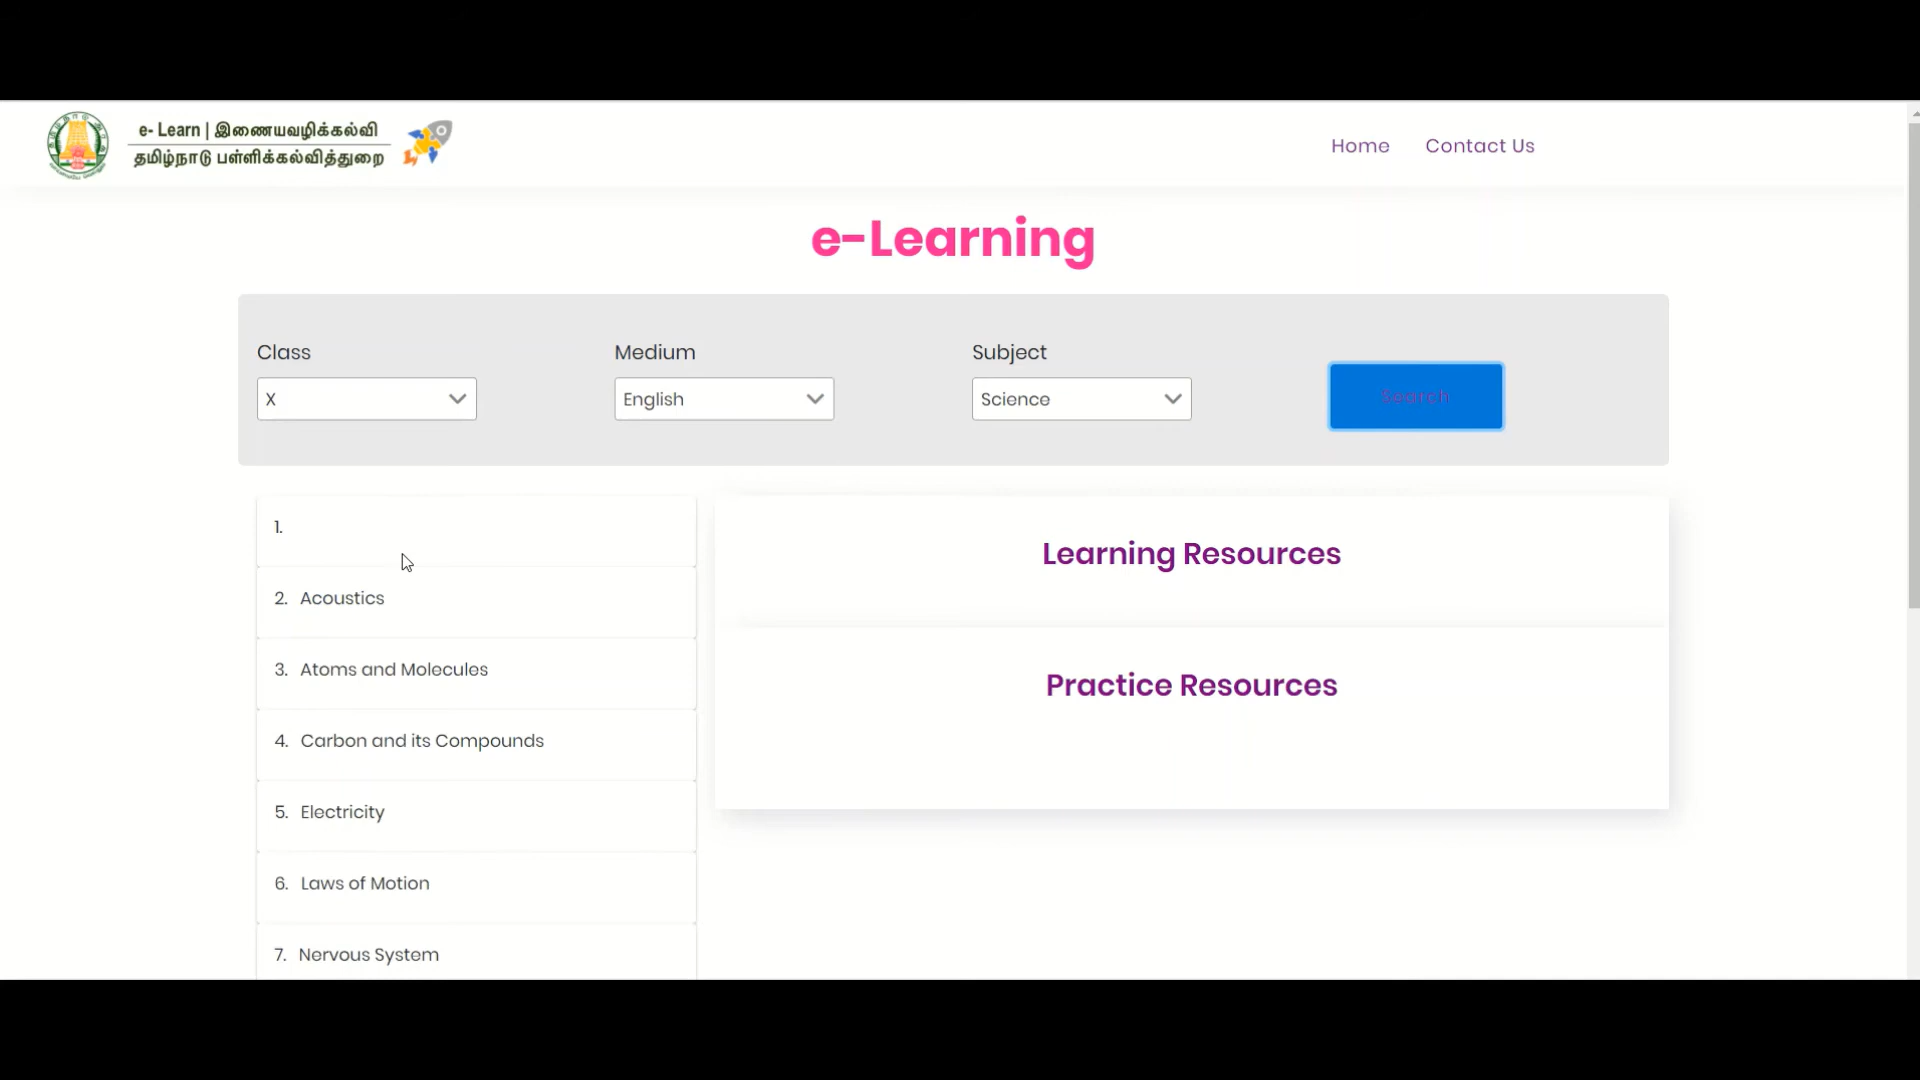 e- Learn | இணையவழிக்கல்வி
தமிழ்நாடு பள்ளிக்கல்வித்துறை
Home Contact Us
e-Learning
Class Medium Subject
X English Science Search
1.
2. Acoustics
3. Atoms and Molecules
4. Carbon and its Compounds
5. Electricity
6. Laws of Motion
7. Nervous System
Learning Resources
Practice Resources